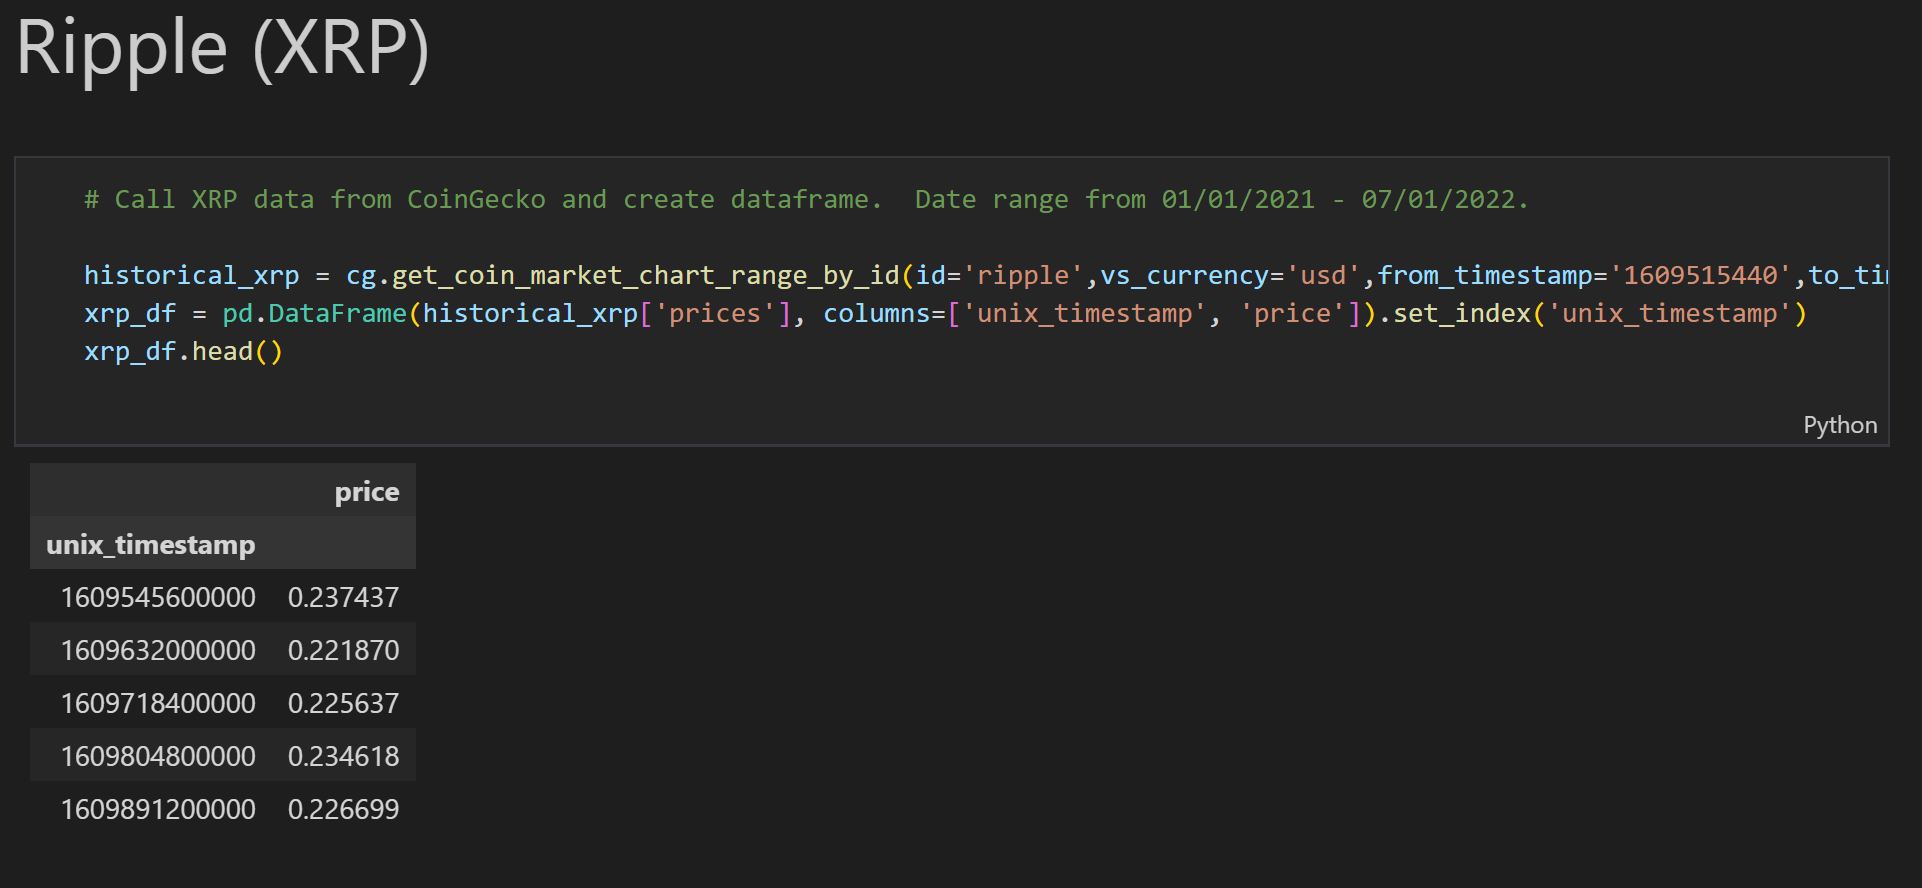 Ripple (XRP)
# Call XRP data from CoinGecko and create dataframe.  Date range from 01/01/2021 - 07/01/2022.
historical_xrp = cg.get_coin_market_chart_range_by_id(id='ripple',vs_currency='usd',from_timestamp='1609515440',to_ti
xrp_df = pd.DataFrame(historical_xrp['prices'], columns=['unix_timestamp', 'price']).set_index('unix_timestamp')
xrp_df.head()
Python
price
unix_timestamp
1609545600000 0.237437
1609632000000 0.221870
1609718400000 0.225637
1609804800000 0.234618
1609891200000 0.226699